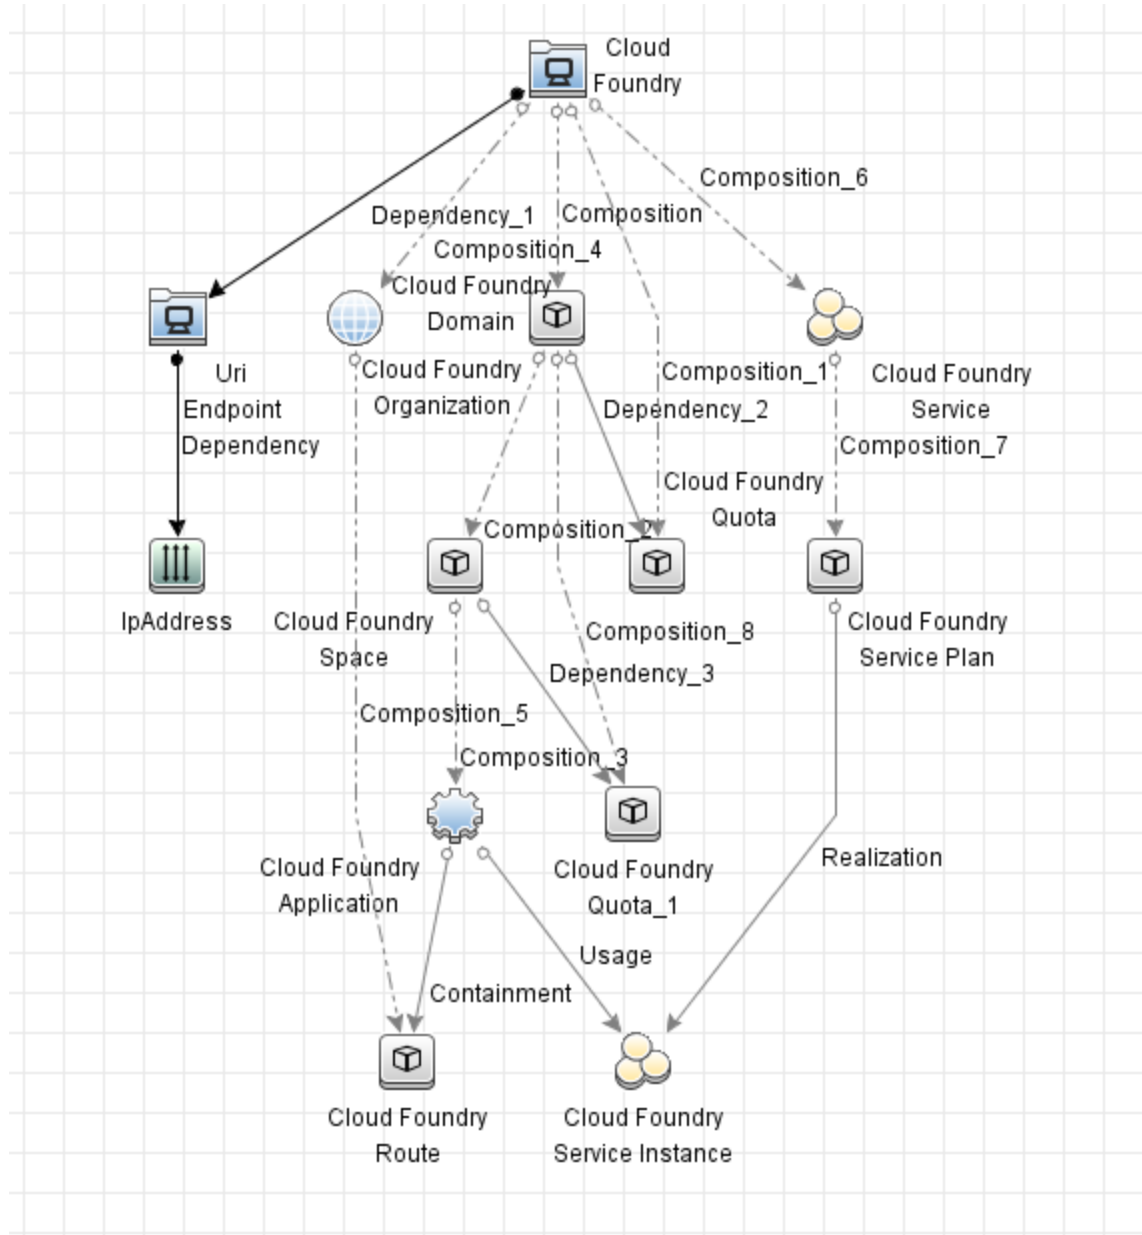 Cloud
Foundry
Composition_6
Dependency_1
Composition
Composition_4
Cloud Foundry
Domain
Uri
Cloud Foundry
Organization
Composition_1
Cloud Foundry
Service
Endpoint
Dependency
Dependency_2
Composition_7
Cloud Foundry
Quota
Composition_2
IpAddress
Cloud Foundry
Space
Composition_8
Cloud Foundry
Service Plan
Dependency_3
Composition_5
Composition_3
Cloud Foundry
Application
Cloud Foundry
Quota_1
Realization
Usage
Containment
Cloud Foundry
Route
Cloud Foundry
Service Instance